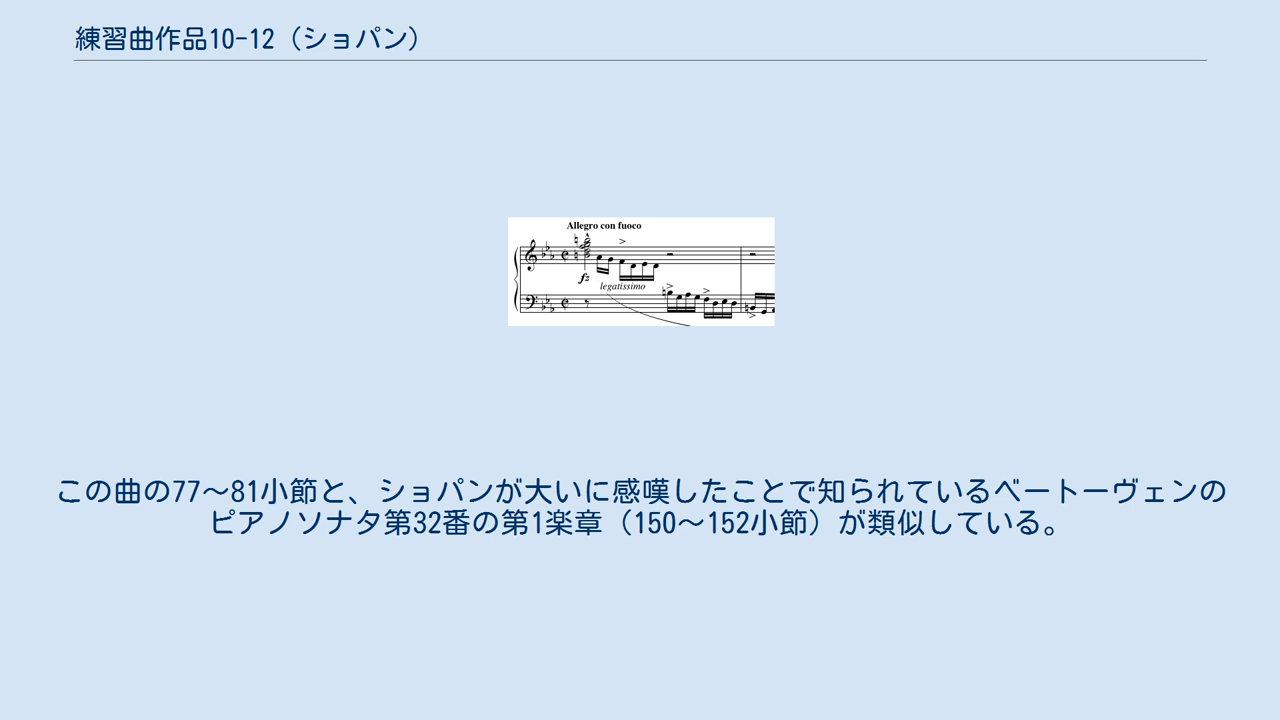 練習曲作品10-12（ショパン）
Allegro con fuoco
fz
legatissimo
この曲の77〜81小節と、ショパンが大いに感嘆したことで知られているベートーヴェンの
ピアノソナタ第32番の第1楽章（150〜152小節）が類似している。